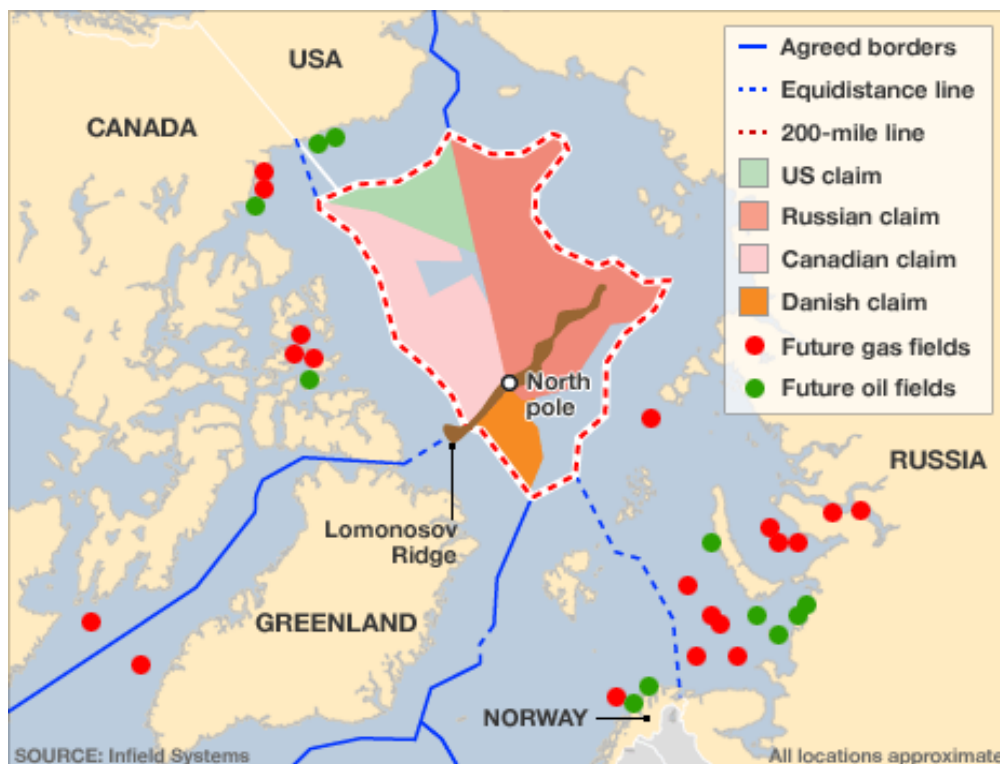 USA
CANADA
Agreed borders
Equidistance line
200-mile line
US claim
Russian claim
Canadian claim
Danish claim
Future gas fields
Future oil fields
North
pole
RUSSIA
Lomonosov
Ridge
GREENLAND
NORWAY
SOURCE: Infield Systems
All locations approximate